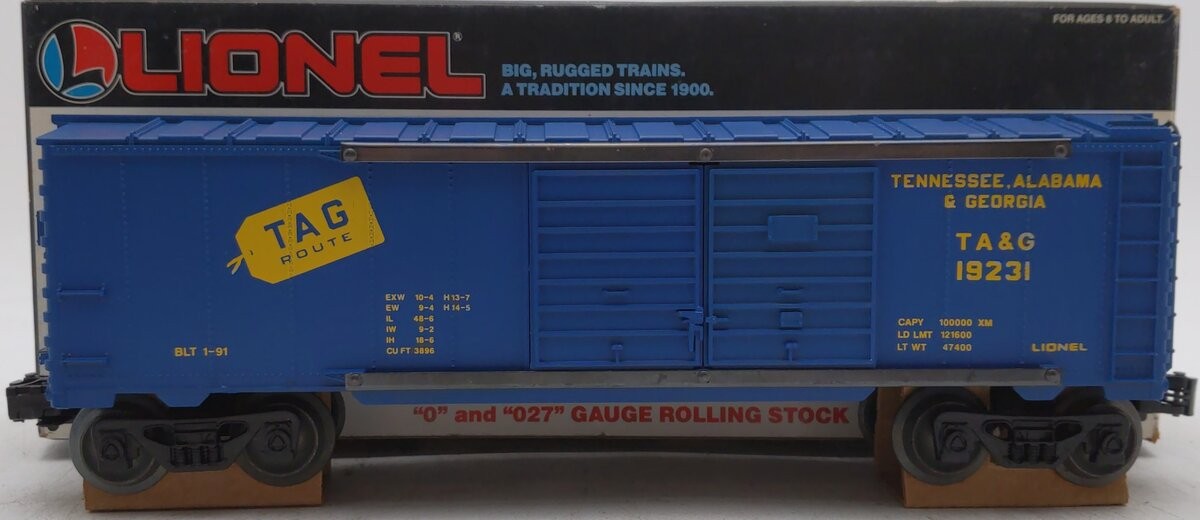 LIONEL®
BIG, RUGGED TRAINS.
A TRADITION SINCE 1900.
FOR AGES 8 TO ADULT.
TAG
ROUTE
BLT 1-91
EXW 10-4 H 13-7
EW 9-4 H 14-5
IL 48-6
IW 9-2
IH 18-6
CU FT 3896
TENNESSEE, ALABAMA
& GEORGIA
TA&G
19231
CAPY 100000 XM
LD LMT 121600
LT WT 47400
LIONEL
"O" and "027" GAUGE ROLLING STOCK